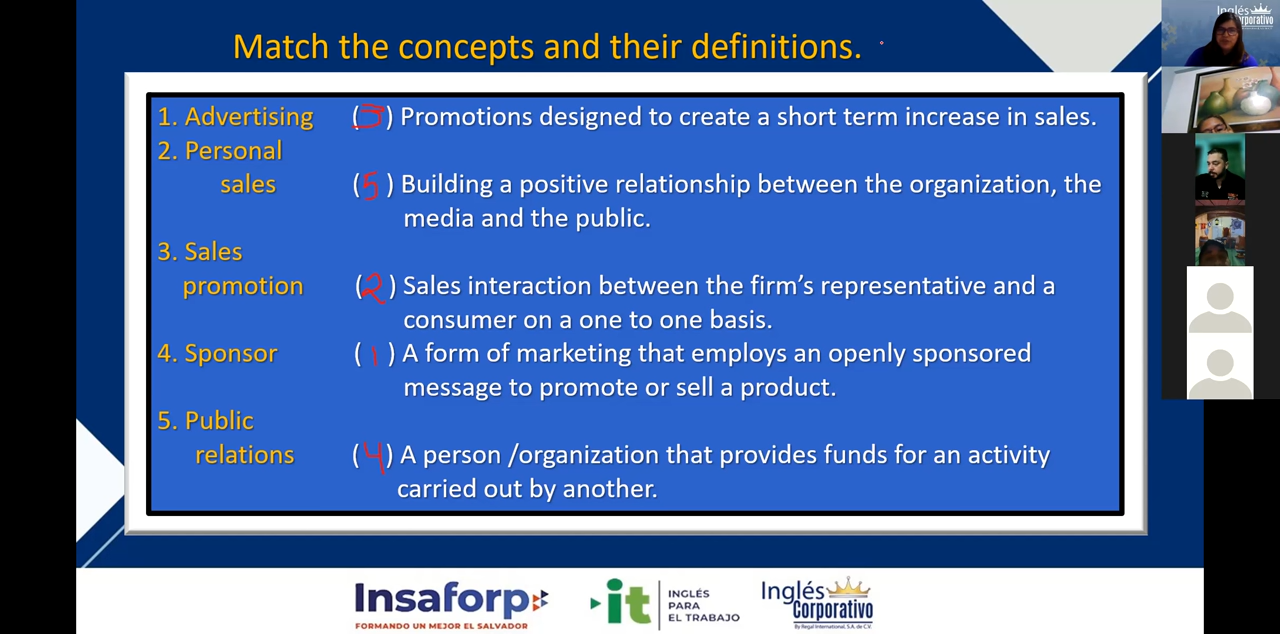 Match the concepts and their definitions.
1. Advertising (3) Promotions designed to create a short term increase in sales.
2. Personal
sales (5) Building a positive relationship between the organization, the
media and the public.
3. Sales
promotion (2) Sales interaction between the firm’s representative and a
consumer on a one to one basis.
4. Sponsor (1) A form of marketing that employs an openly sponsored
message to promote or sell a product.
5. Public
relations (4) A person /organization that provides funds for an activity
carried out by another.
Insaforp
FORMANDO UN MEJOR EL SALVADOR
it
INGLÉS
PARA
EL TRABAJO
Inglés
Corporativo
By Regal International, S.A. de C.V.
Inglés
Corporativo